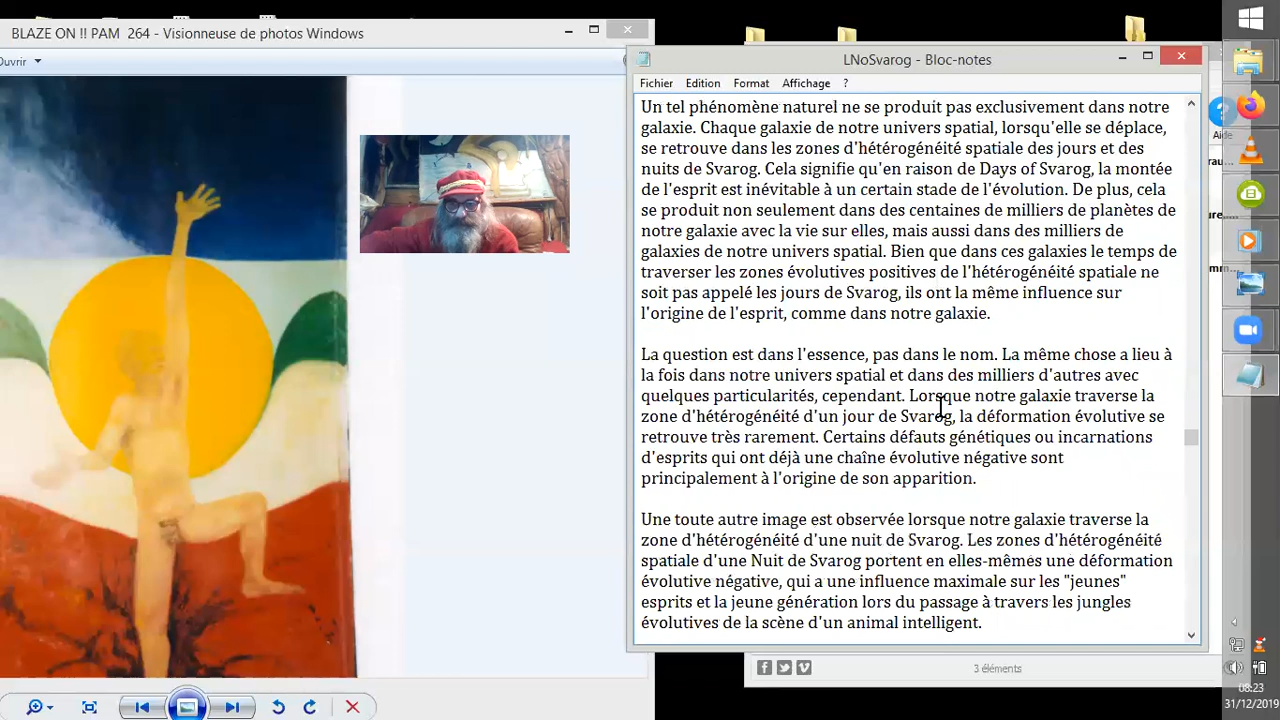 BLAZE ON !! PAM 264 - Visionneuse de photos Windows
Ouvrir
LNoSvarog - Bloc-notes
Fichier Edition Format Affichage ?
Un tel phénomène naturel ne se produit pas exclusivement dans notre
galaxie. Chaque galaxie de notre univers spatial, lorsqu'elle se déplace,
se retrouve dans les zones d'hétérogénéité spatiale des jours et des
nuits de Svarog. Cela signifie qu'en raison de Days of Svarog, la montée
de l'esprit est inévitable à un certain stade de l'évolution. De plus, cela
se produit non seulement dans des centaines de milliers de planètes de
notre galaxie avec la vie sur elles, mais aussi dans des milliers de
galaxies de notre univers spatial. Bien que dans ces galaxies le temps de
traverser les zones évolutives positives de l'hétérogénéité spatiale ne
soit pas appelé les jours de Svarog, ils ont la même influence sur
l'origine de l'esprit, comme dans notre galaxie.
La question est dans l'essence, pas dans le nom. La même chose a lieu à
la fois dans notre univers spatial et dans des milliers d'autres avec
quelques particularités, cependant. Lorsque notre galaxie traverse la
zone d'hétérogénéité d'un jour de Svarog, la déformation évolutive se
retrouve très rarement. Certains défauts génétiques ou incarnations
d'esprits qui ont déjà une chaîne évolutive négative sont
principalement à l'origine de son apparition.
Une toute autre image est observée lorsque notre galaxie traverse la
zone d'hétérogénéité d'une nuit de Svarog. Les zones d'hétérogénéité
spatiale d'une Nuit de Svarog portent en elles-mêmes une déformation
évolutive négative, qui a une influence maximale sur les "jeunes"
esprits et la jeune génération lors du passage à travers les jungles
évolutives de la scène d'un animal intelligent.
3 éléments
Aide
08:23
31/12/2019